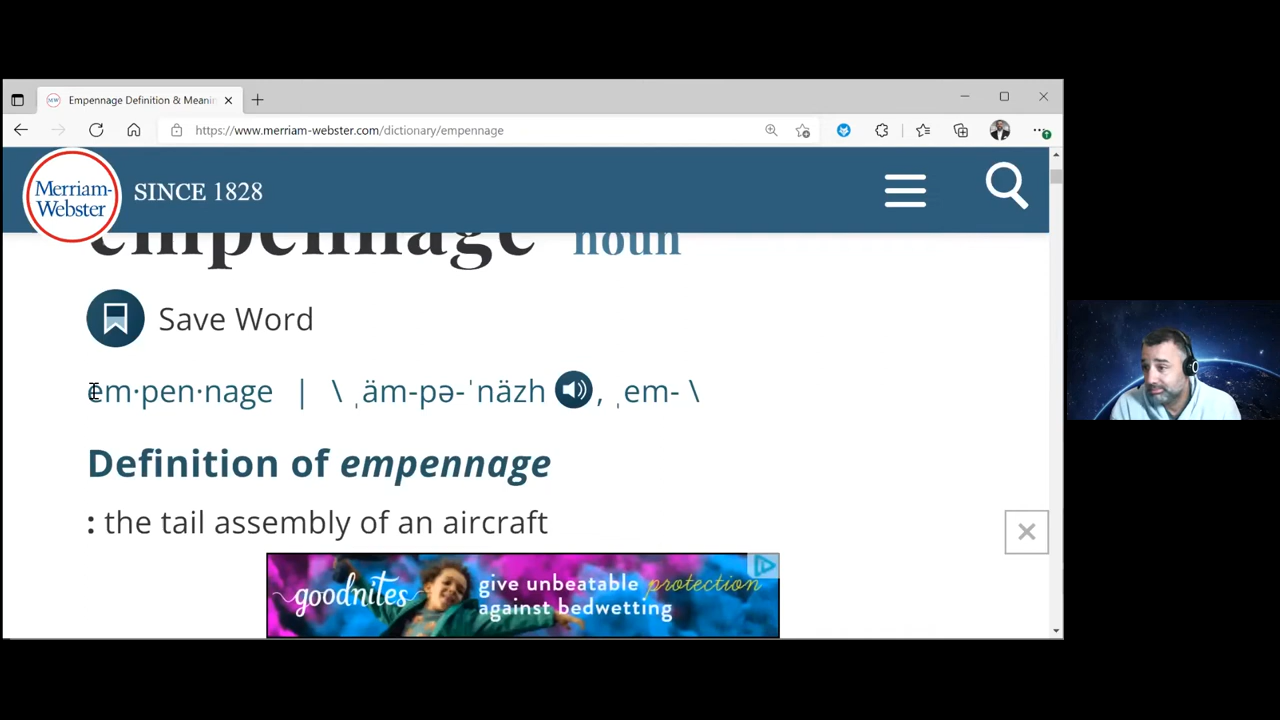 Empennage Definition & Meanin
https://www.merriam-webster.com/dictionary/empennage
Merriam-
Webster
SINCE 1828
empennage noun
Save Word
em·pen·nage | \ ˌäm-pə-ˈnäzh , ˌem- \
Definition of empennage
: the tail assembly of an aircraft
goodnites
give unbeatable protection
against bedwetting